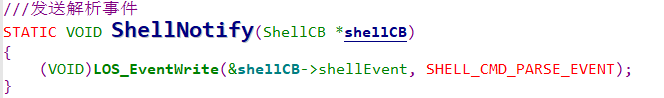 ///发送解析事件
STATIC VOID ShellNotify(ShellCB *shellCB)
{
    (VOID)LOS_EventWrite(&shellCB->shellEvent, SHELL_CMD_PARSE_EVENT);
}